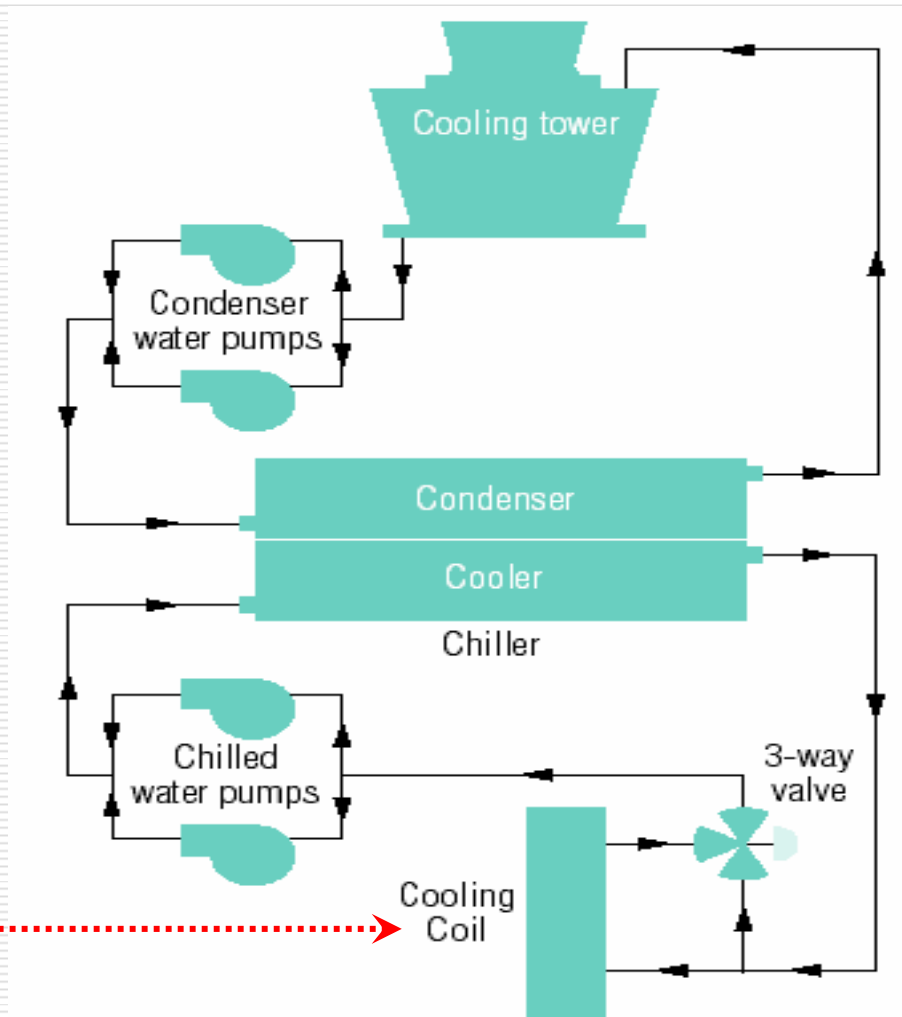 Cooling tower
Condenser
water pumps
Condenser
Cooler
Chiller
Chilled
water pumps
3-way
valve
Cooling
Coil